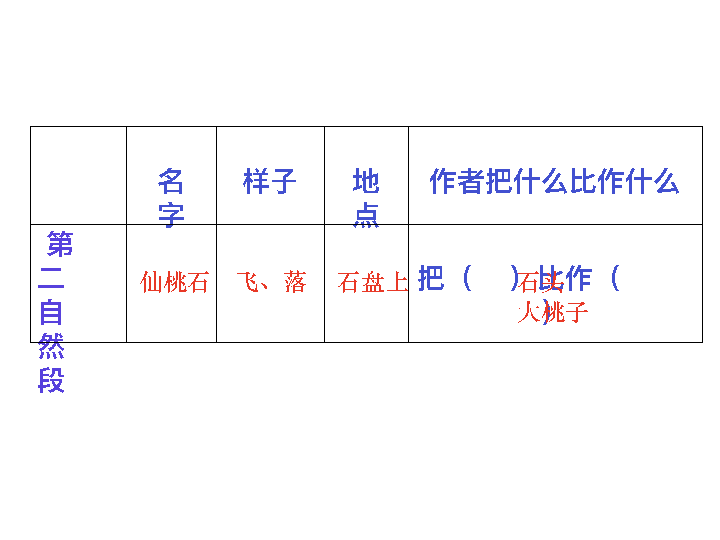 名
字
样子
地
点
作者把什么比作什么
第
二
自
然
段
仙桃石
飞、落
石盘上
把（ ）比作（
）
石头
大桃子